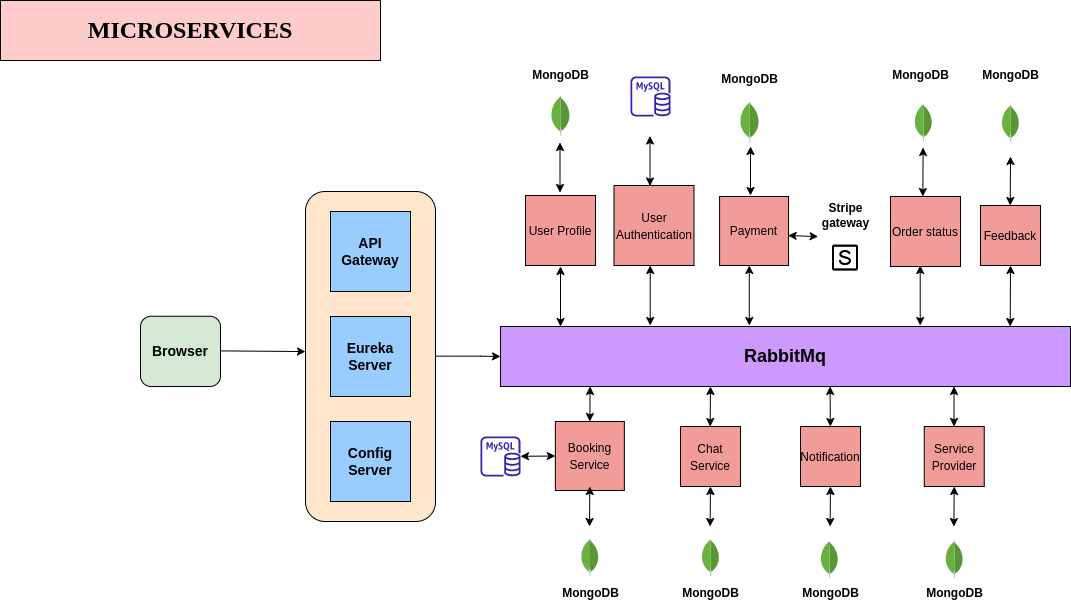 MICROSERVICES
MongoDB
MySQL
MongoDB
MongoDB
MongoDB
User Profile
User
Authentication
Payment
Stripe
gateway
S
Order status
Feedback
API
Gateway
Eureka
Server
Config
Server
Browser
RabbitMq
MySQL
Booking
Service
Chat
Service
Notification
Service
Provider
MongoDB
MongoDB
MongoDB
MongoDB